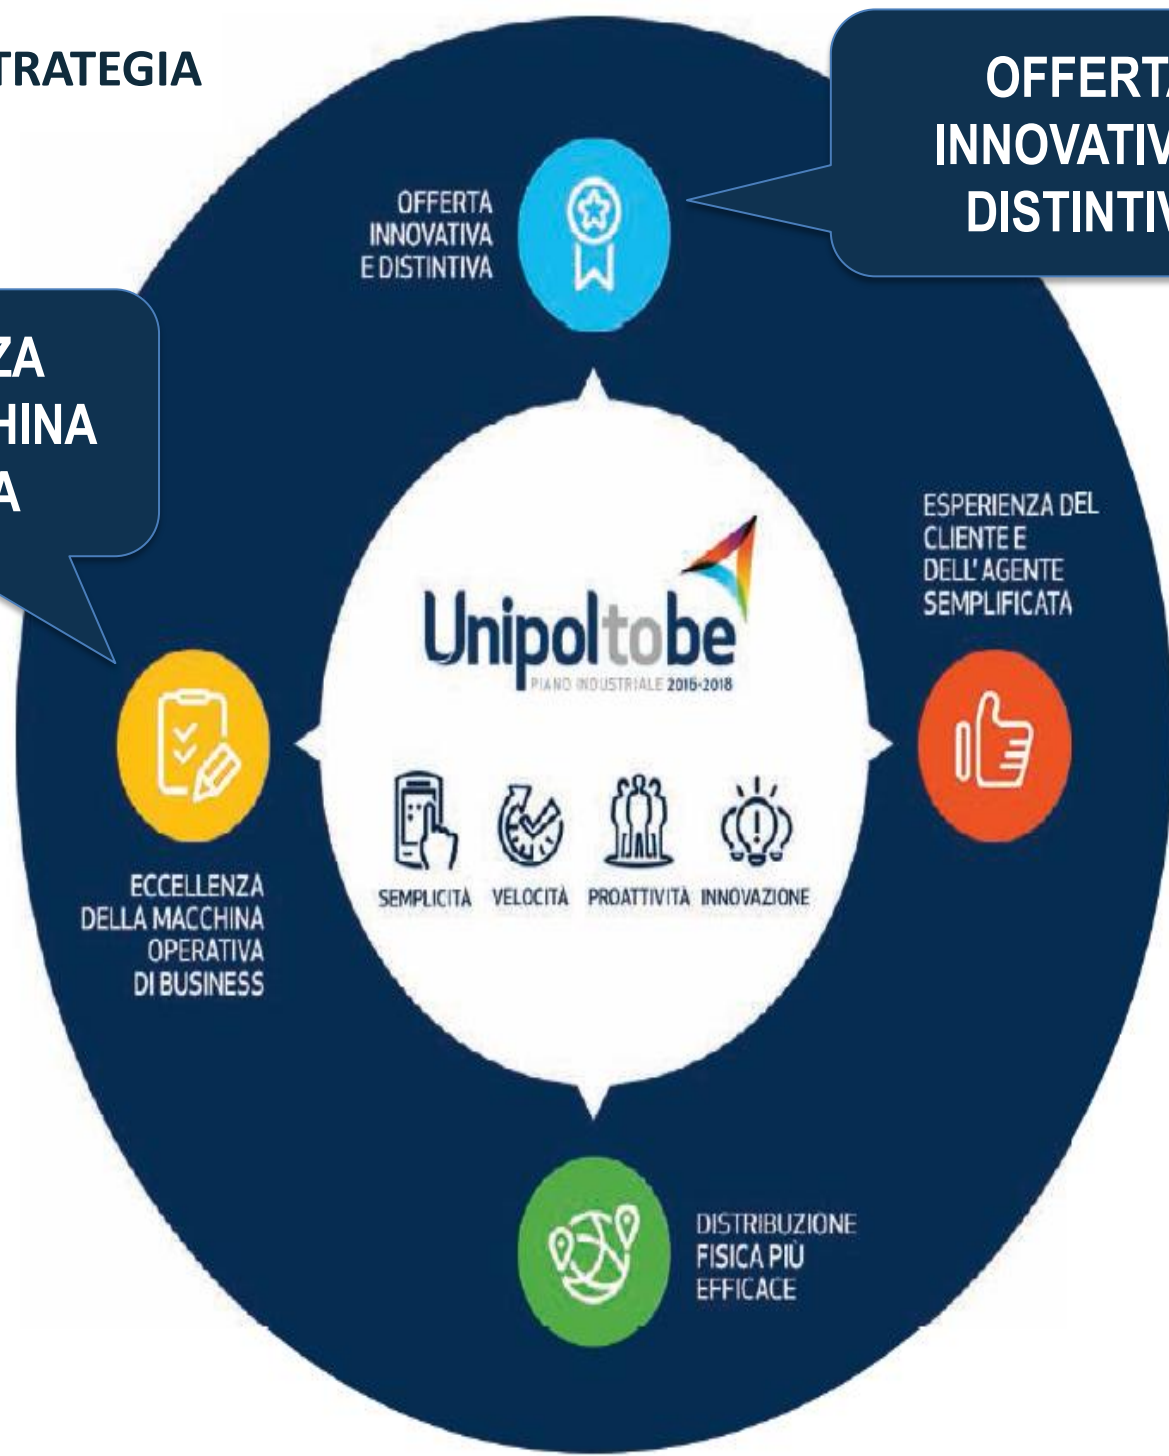 TRATEGIA
OFFERTA
INNOVATIV
DISTINTIV
OFFERTA
INNOVATIVA
E DISTINTIVA
ZA
HINA
A
ESPERIENZA DEL
CLIENTE E
DELL' AGENTE
SEMPLIFICATA
Unipoltobe
PIANO INDUSTRIALE 2016-2018
SEMPLICITÀ VELOCITÀ PROATTIVITÀ INNOVAZIONE
ECCELLENZA
DELLA MACCHINA
OPERATIVA
DI BUSINESS
DISTRIBUZIONE
FISICA PIÙ
EFFICACE